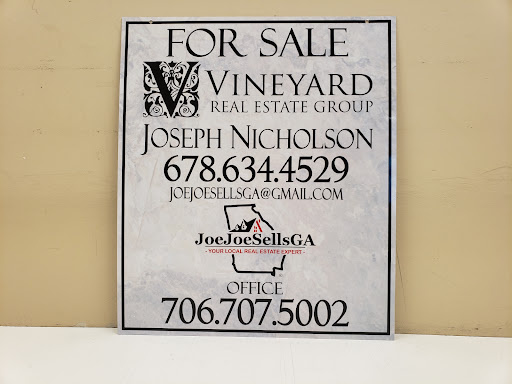 FOR SALE
V VINEYARD
REAL ESTATE GROUP
JOSEPH NICHOLSON
678.634.4529
JOEJOESELLSGA@GMAIL.COM
JoeJoeSellsGA
- YOUR LOCAL REAL ESTATE EXPERT -
OFFICE
706.707.5002